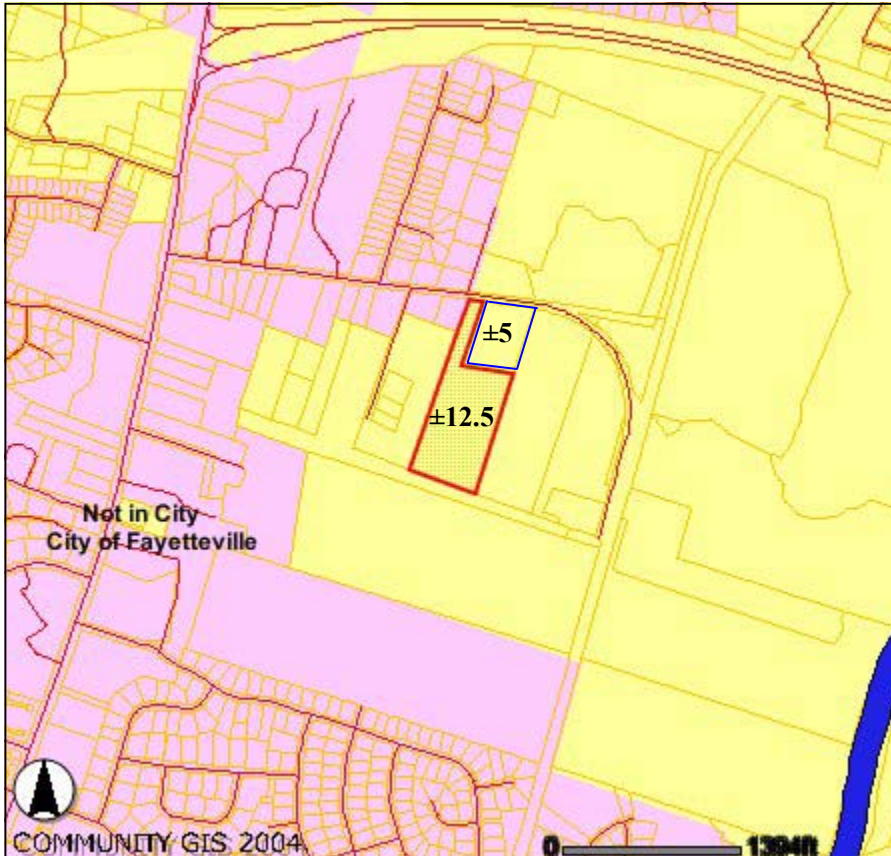 ±5
±12.5
Not in City
City of Fayetteville
COMMUNITY GIS 2004
0 1394ft